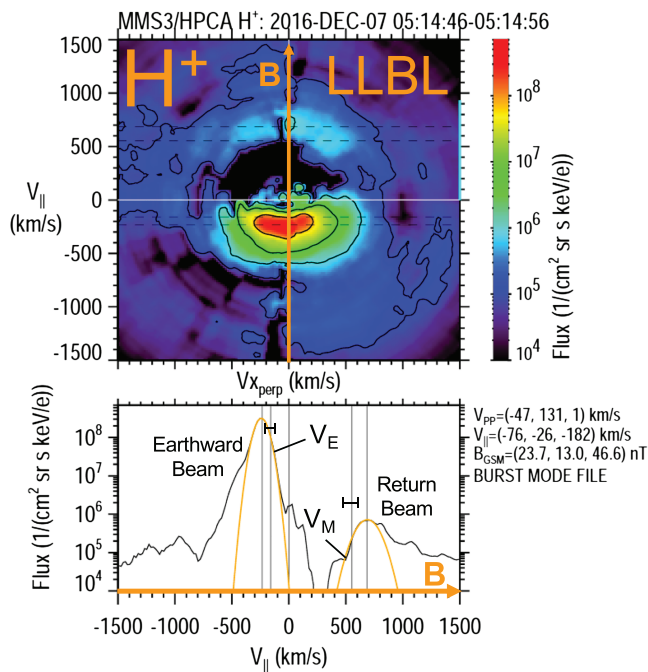 MMS3/HPCA H⁺: 2016-DEC-07 05:14:46-05:14:56
H⁺ B LLBL
1500
1000
500
0
-500
-1000
-1500
V||
(km/s)
Vx perp (km/s)
10⁸
10⁷
10⁶
10⁵
10⁴
Flux (1/(cm² sr s keV/e))
10⁸
10⁷
10⁶
10⁵
10⁴
Flux (1/(cm² sr s keV/e))
Earthward
Beam
V_E
V_M
Return
Beam
B
-1500 -1000 -500 0 500 1000 1500
V|| (km/s)
V_PP=(-47, 131, 1) km/s
V||=(-76, -26, -182) km/s
B_GSM=(23.7, 13.0, 46.6) nT
BURST MODE FILE